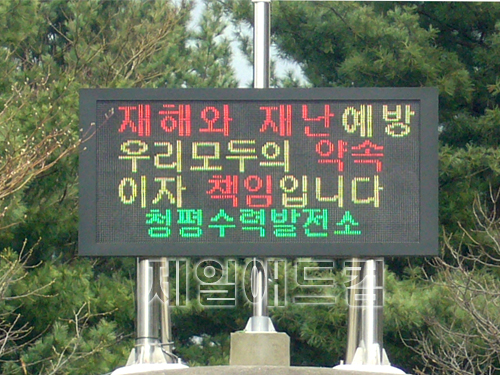 재해와 재난예방
우리모두의 약속
이자 책임입니다
청평수력발전소
제일애드컴